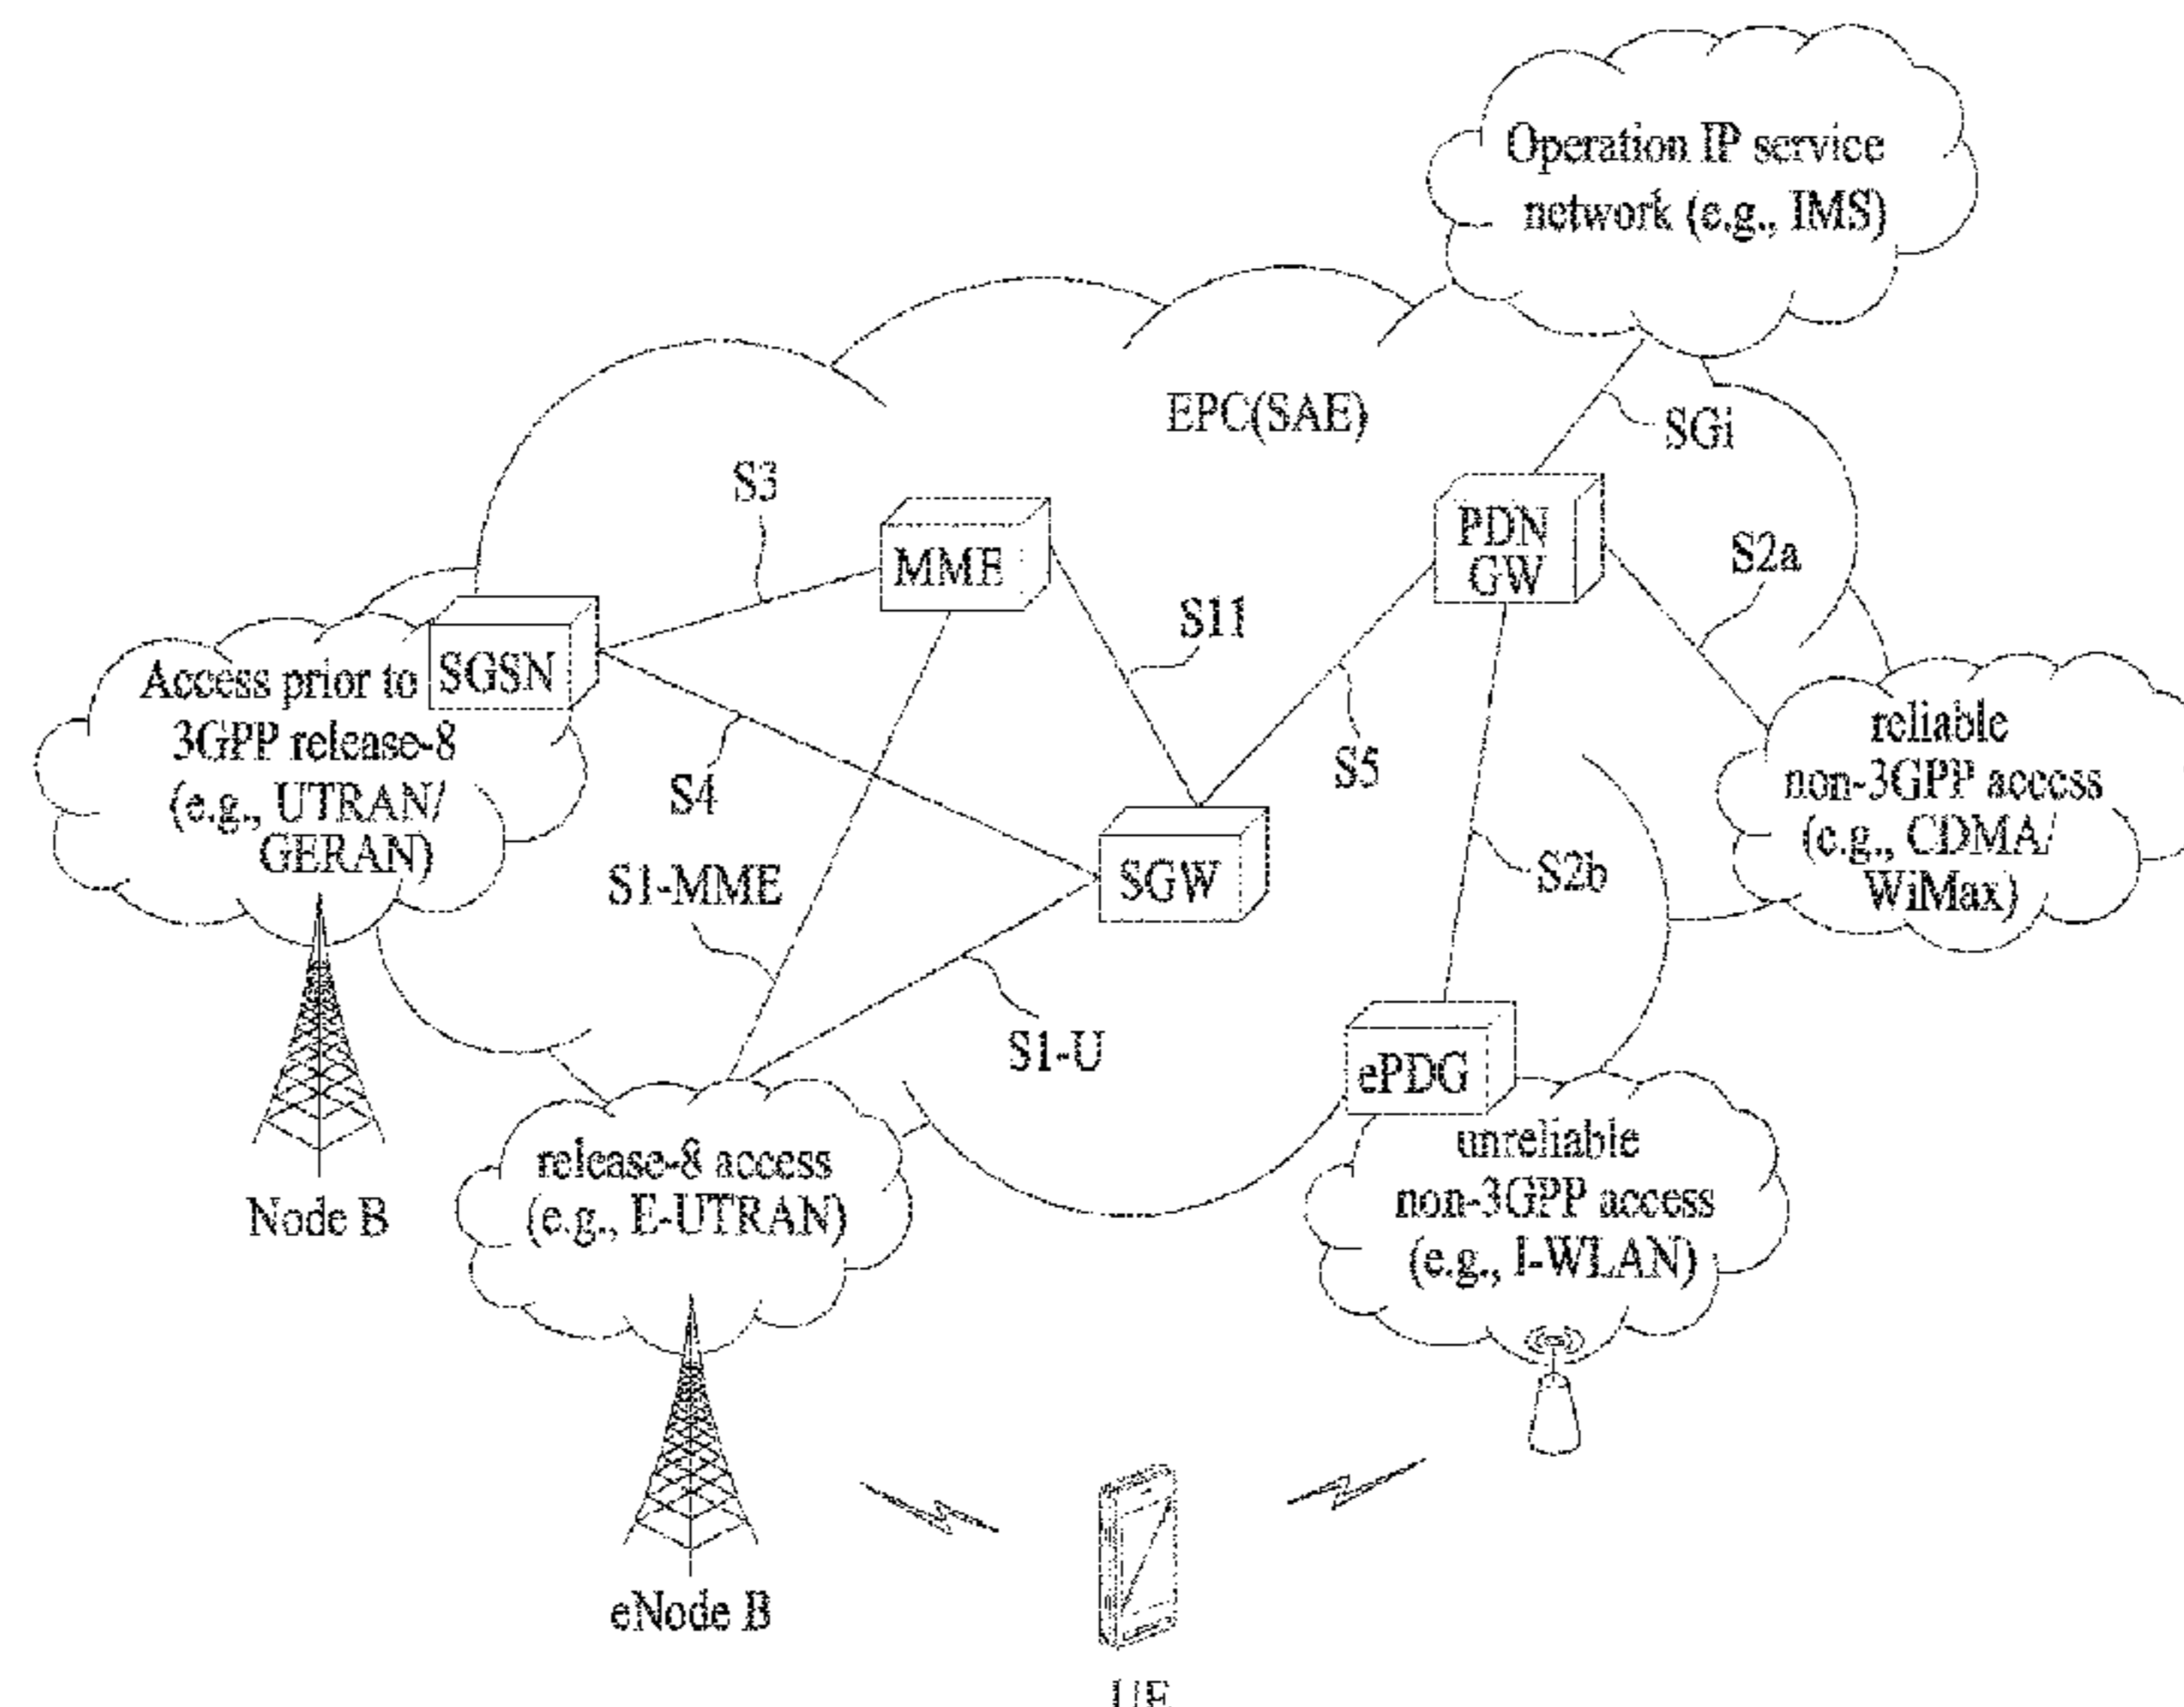 Operation IP service
network (e.g., IMS)
EPC(SAE)
SGi
S3
MME
PDN
GW
S2a
S11
SGSN
Access prior to
3GPP release-8
(e.g., UTRAN/
GERAN)
S4
S5
reliable
non-3GPP access
(e.g., CDMA/
WiMax)
S1-MME
SGW
S2b
S1-U
ePDG
unreliable
non-3GPP access
(e.g., I-WLAN)
release-8 access
(e.g., E-UTRAN)
Node B
eNode B
UE